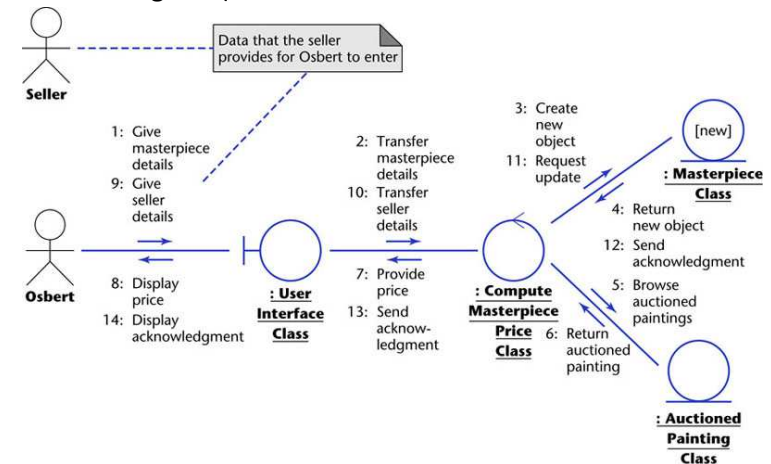 Data that the seller
provides for Osbert to enter
Seller
1: Give
masterpiece
details
9: Give
seller
details
2: Transfer
masterpiece
details
10: Transfer
seller
details
3: Create
new
object
11: Request
update
[new]
: Masterpiece
Class
4: Return
new object
12: Send
acknowledgment
5: Browse
auctioned
paintings
Osbert
8: Display
price
14: Display
acknowledgment
: User
Interface
Class
7: Provide
price
13: Send
acknow-
ledgment
: Compute
Masterpiece
Price
Class
6: Return
auctioned
painting
: Auctioned
Painting
Class